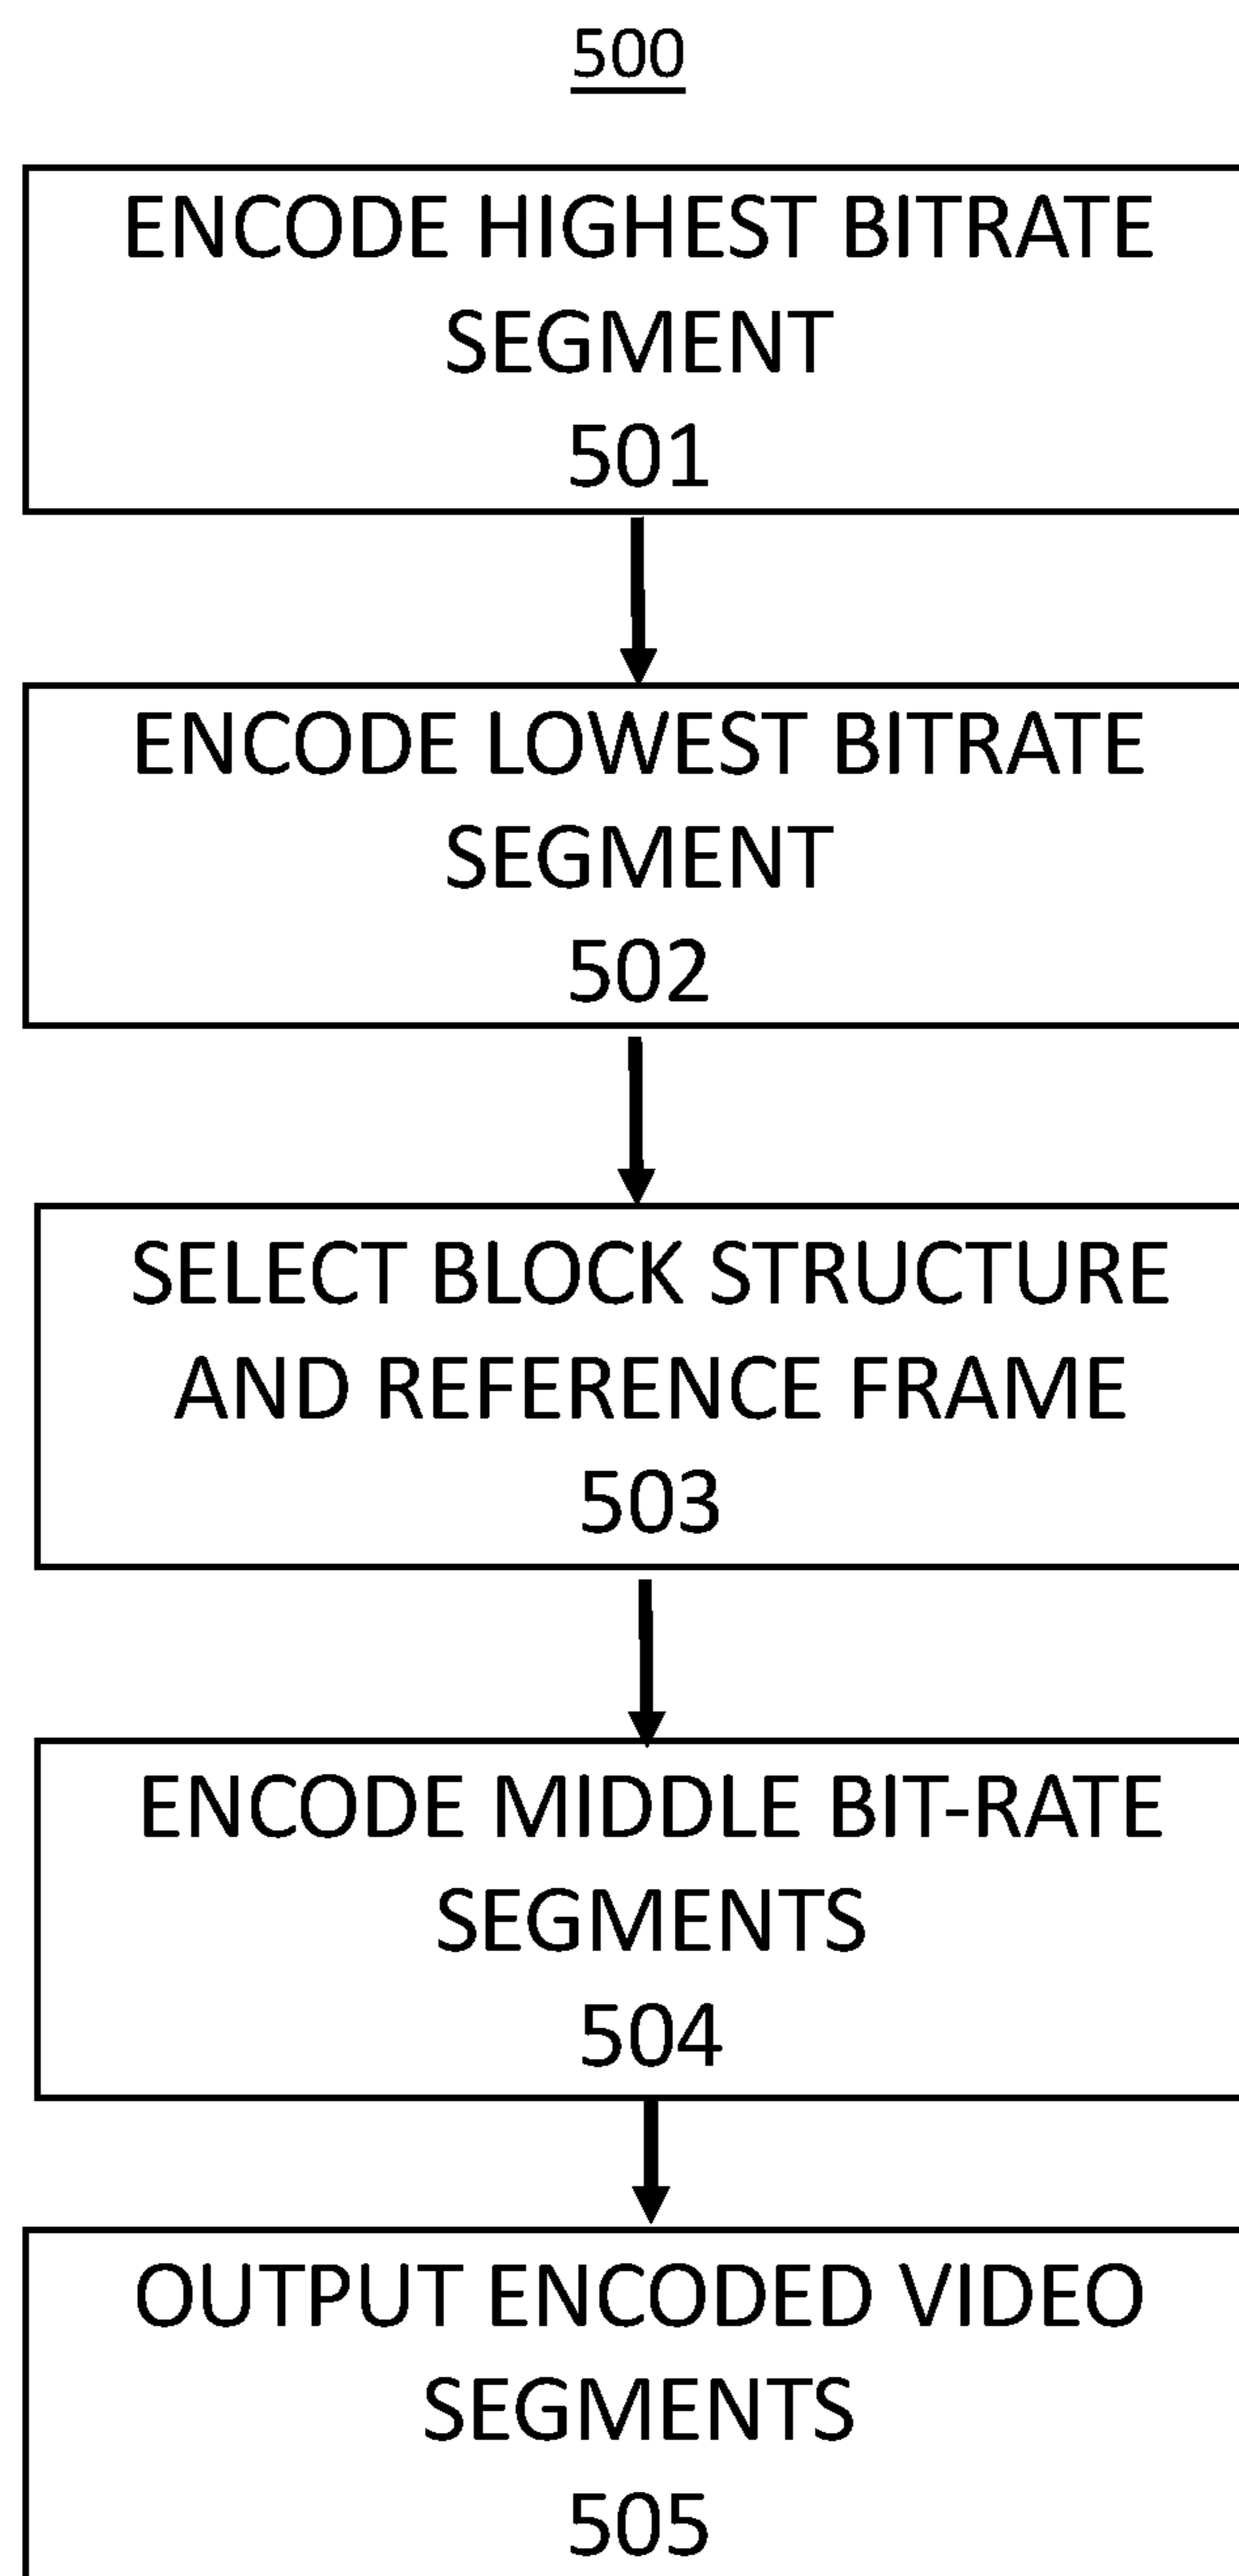 500
ENCODE HIGHEST BITRATE
SEGMENT
501
ENCODE LOWEST BITRATE
SEGMENT
502
SELECT BLOCK STRUCTURE
AND REFERENCE FRAME
503
ENCODE MIDDLE BIT-RATE
SEGMENTS
504
OUTPUT ENCODED VIDEO
SEGMENTS
505